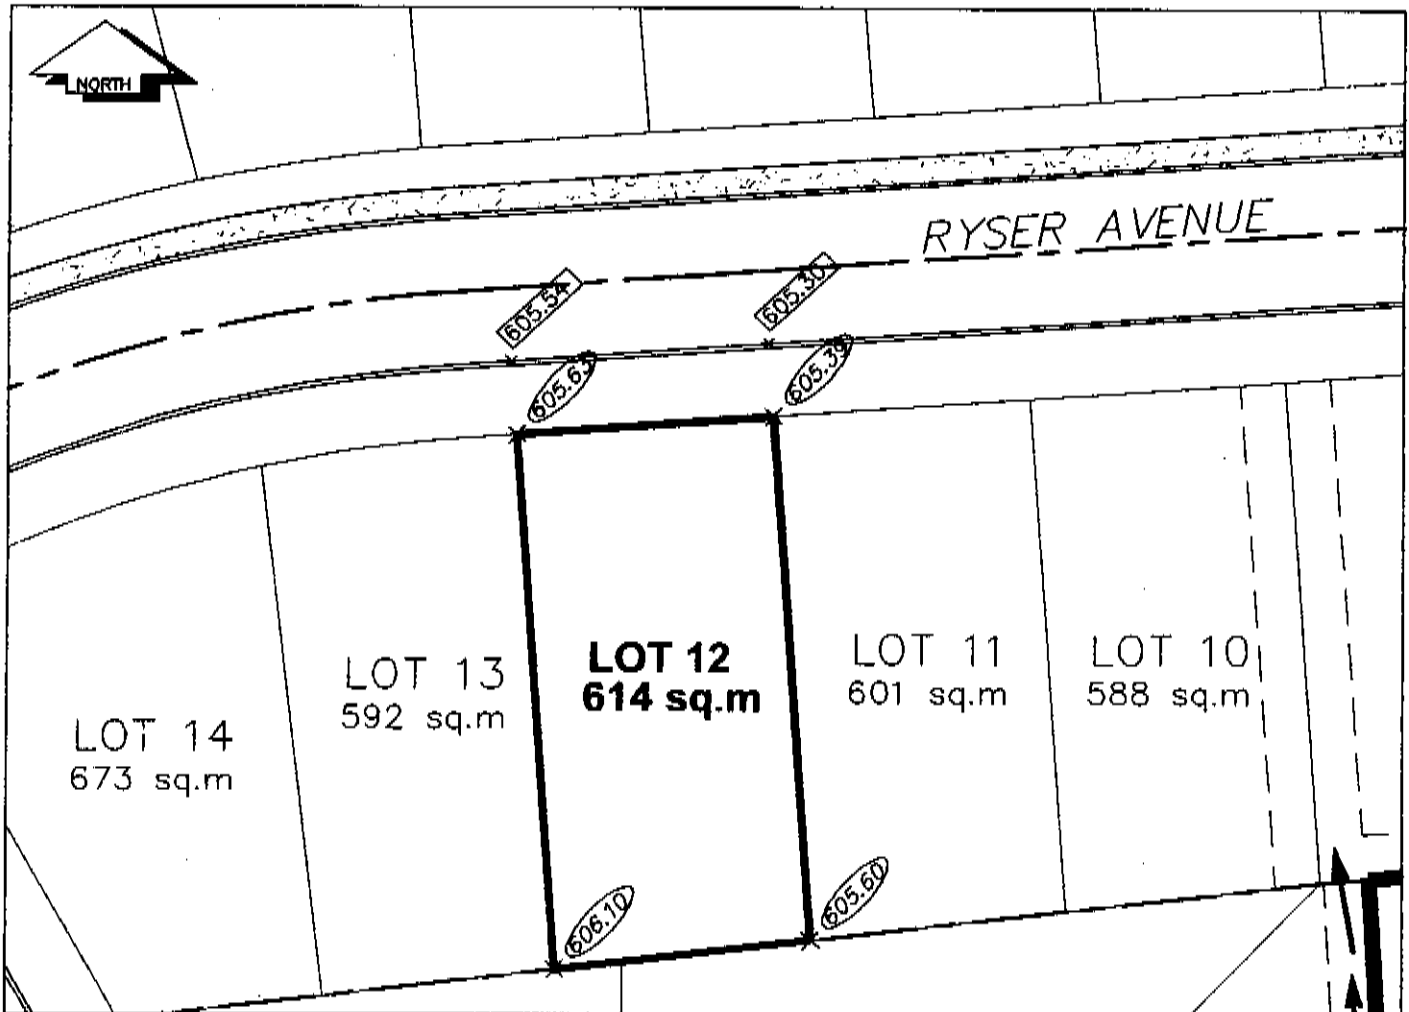 NORTH
RYSER AVENUE
605.54
605.30
605.63
605.39
LOT 13
592 sq.m
LOT 12
614 sq.m
LOT 11
601 sq.m
LOT 10
588 sq.m
LOT 14
673 sq.m
606.10
605.60